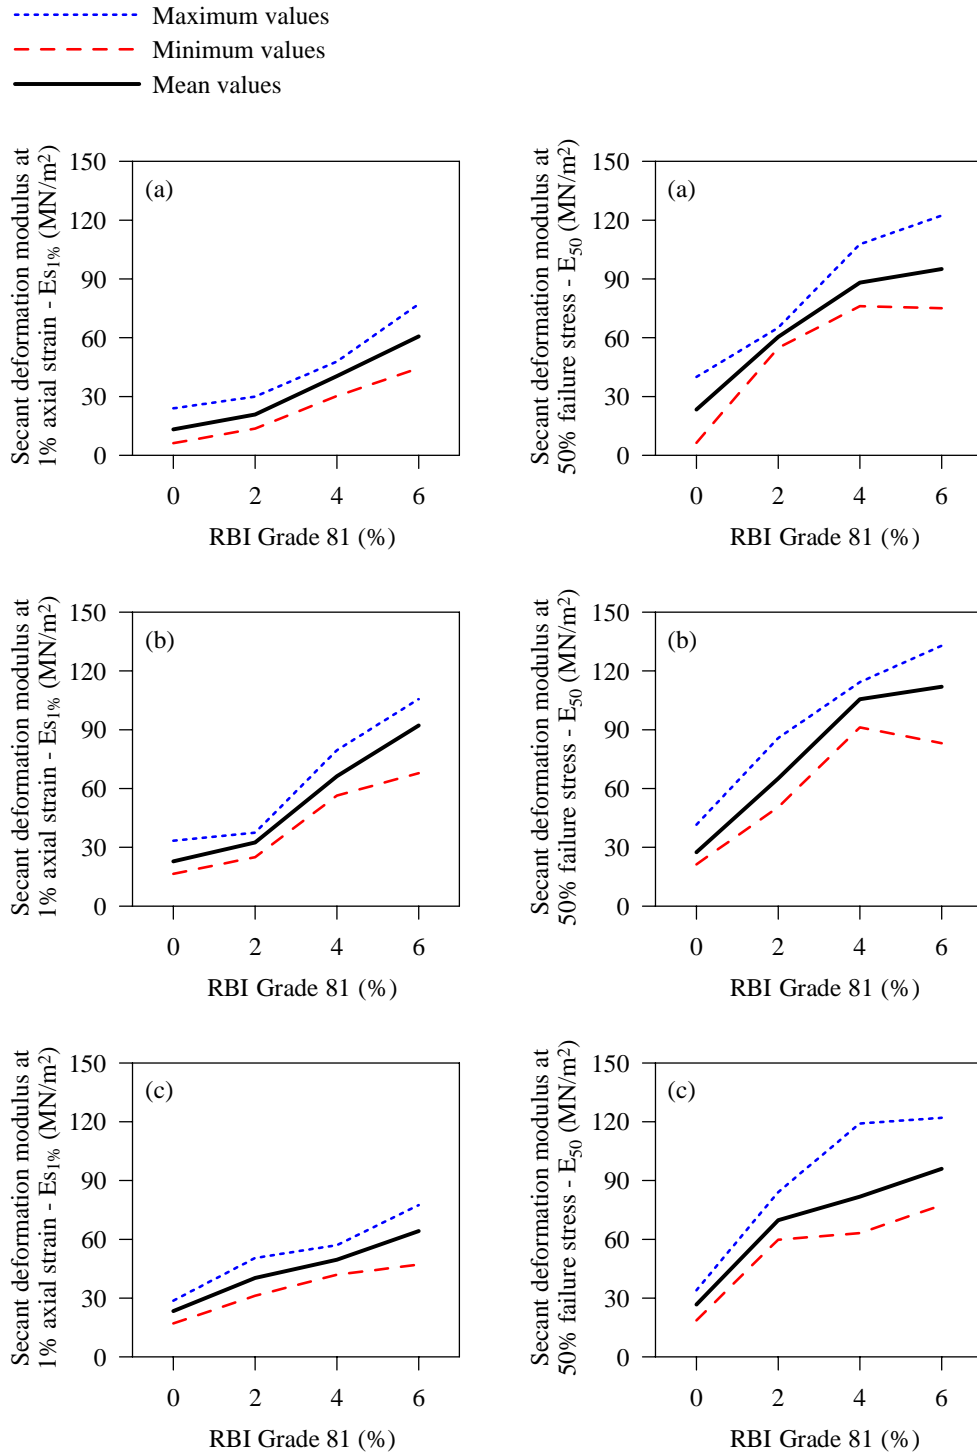 Maximum values
Minimum values
Mean values
Secant deformation modulus at
1% axial strain - Es1% (MN/m²)
150
120
90
60
30
0
(a)
0 2 4 6
RBI Grade 81 (%)
Secant deformation modulus at
50% failure stress - E50 (MN/m²)
150
120
90
60
30
0
(a)
0 2 4 6
RBI Grade 81 (%)
Secant deformation modulus at
1% axial strain - Es1% (MN/m²)
150
120
90
60
30
0
(b)
0 2 4 6
RBI Grade 81 (%)
Secant deformation modulus at
50% failure stress - E50 (MN/m²)
150
120
90
60
30
0
(b)
0 2 4 6
RBI Grade 81 (%)
Secant deformation modulus at
1% axial strain - Es1% (MN/m²)
150
120
90
60
30
0
(c)
0 2 4 6
RBI Grade 81 (%)
Secant deformation modulus at
50% failure stress - E50 (MN/m²)
150
120
90
60
30
0
(c)
0 2 4 6
RBI Grade 81 (%)